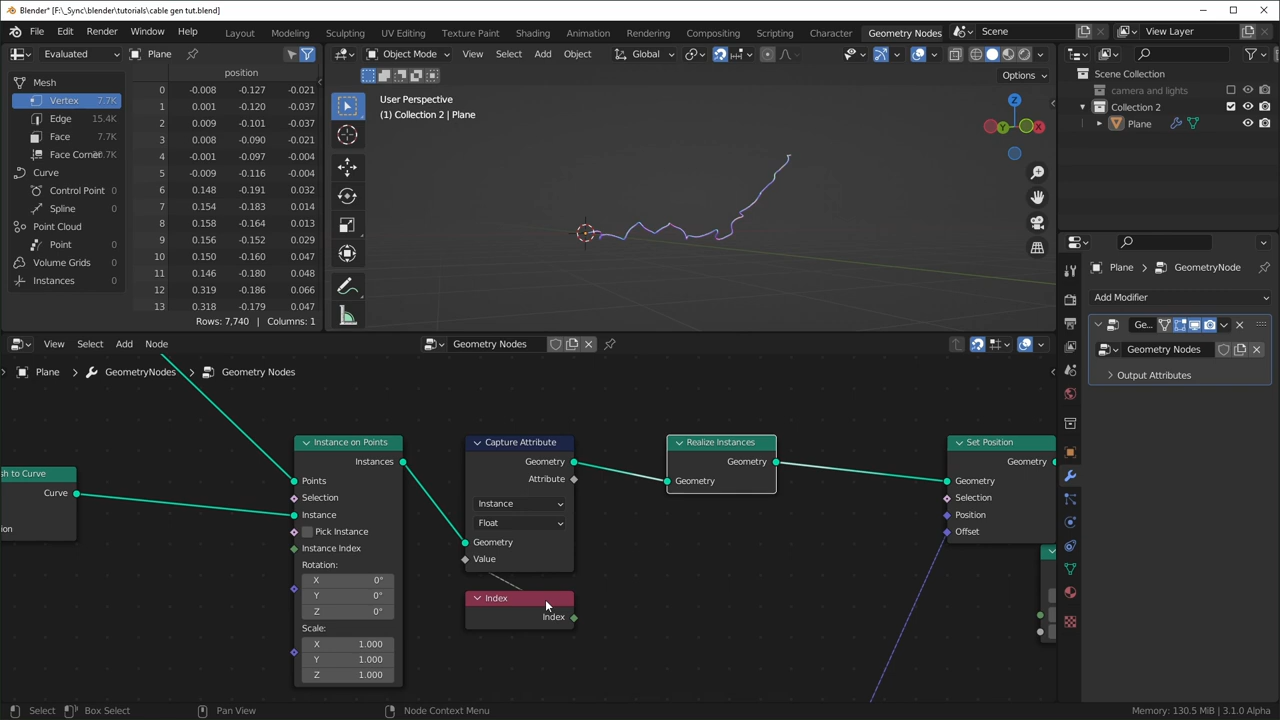 Blender* [F:\_Sync\blender\tutorials\cable gen tut.blend]
File Edit Render Window Help Layout Modeling Sculpting UV Editing Texture Paint Shading Animation Rendering Compositing Scripting Character Geometry Nodes Scene View Layer
Evaluated Plane
Object Mode View Select Add Object Global
Options
position
Mesh
Vertex 7.7K
Edge 15.4K
Face 7.7K
Face Corner
Curve
Control Point 0
Spline 0
Point Cloud
Point 0
Volume Grids
Instances 0
0 -0.008 -0.127 -0.021
1 0.001 -0.120 -0.037
2 0.009 -0.101 -0.037
3 0.008 -0.090 -0.021
4 -0.001 -0.097 -0.004
5 -0.009 -0.116 -0.004
6 0.148 -0.191 0.032
7 0.154 -0.183 0.014
8 0.158 -0.164 0.013
9 0.156 -0.152 0.029
10 0.150 -0.160 0.047
11 0.146 -0.180 0.048
12 0.319 -0.186 0.066
13 0.318 -0.179 0.047
Rows: 7,740 | Columns: 1
User Perspective
(1) Collection 2 | Plane
Z
Y
X
Scene Collection
camera and lights
Collection 2
Plane
Plane GeometryNode
Add Modifier
Ge...
Geometry Nodes
Output Attributes
View Select Add Node Geometry Nodes
Plane GeometryNodes Geometry Nodes
sh to Curve
Curve
Instance on Points
Instances
Points
Selection
Instance
Pick Instance
Instance Index
Rotation:
X 0°
Y 0°
Z 0°
Scale:
X 1.000
Y 1.000
Z 1.000
Capture Attribute
Geometry
Attribute
Instance
Float
Geometry
Value
Index
Index
Realize Instances
Geometry
Geometry
Set Position
Geometry
Geometry
Selection
Position
Offset
Select Box Select Pan View Node Context Menu Memory: 130.5 MiB | 3.1.0 Alpha